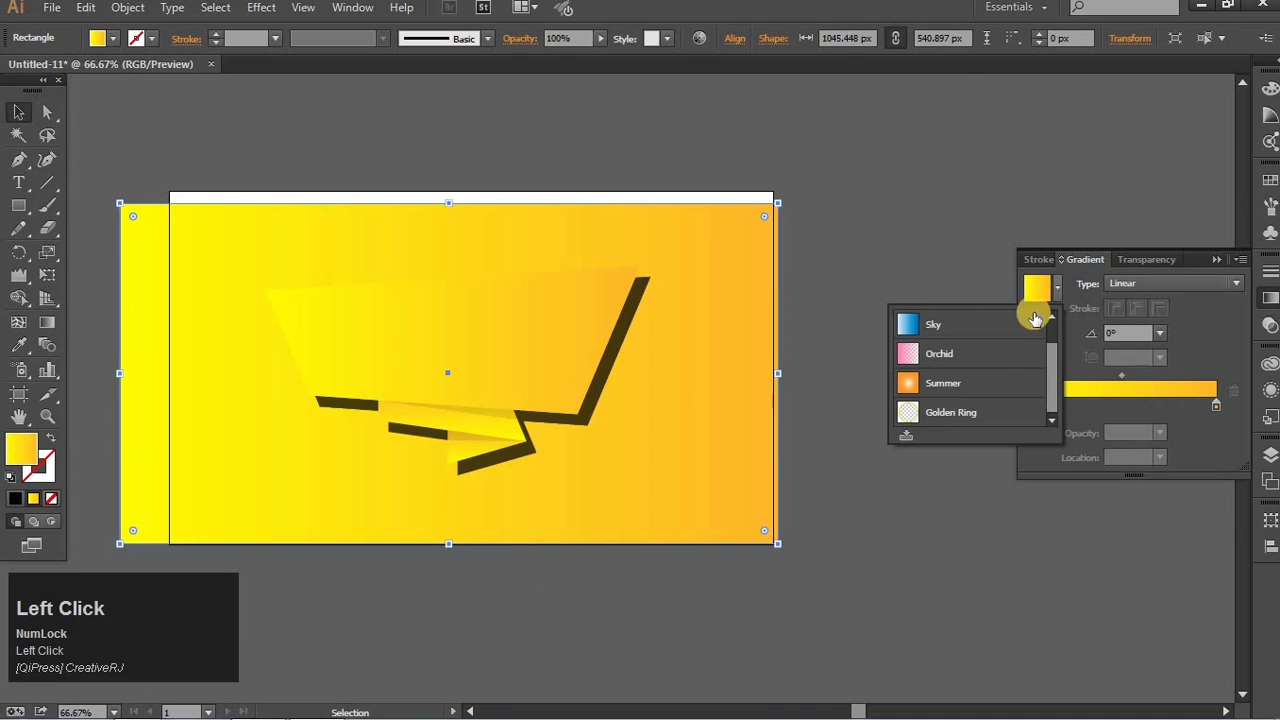 Ai File Edit Object Type Select Effect View Window Help Br St Essentials
Rectangle Stroke: Basic Opacity: 100% Style: Align Shape: 1045.448 px 540.897 px 0 px Transform
Untitled-11* @ 66.67% (RGB/Preview) ×
Stroke Gradient Transparency
Type: Linear
Stroke:
0°
Sky
Orchid
Summer
Golden Ring
Opacity:
Location:
Left Click
NumLock
Left Click
[QiPress] CreativeRJ
66.67% 1 Selection